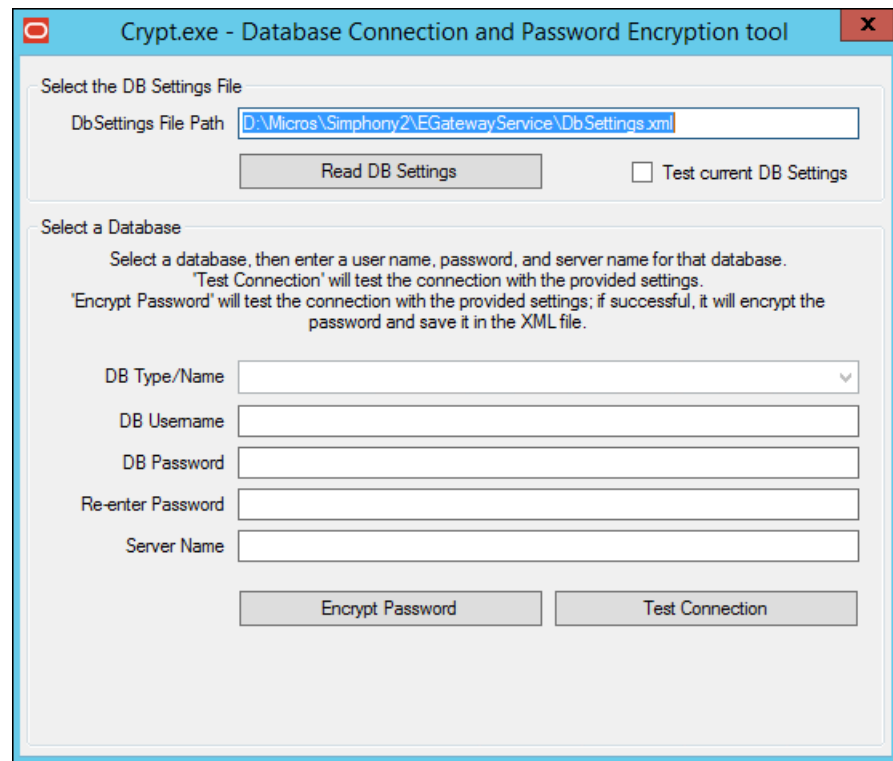 Crypt.exe - Database Connection and Password Encryption tool
x
Select the DB Settings File
DbSettings File Path D:\Micros\Simphony2\EGatewayService\DbSettings.xml
Read DB Settings Test current DB Settings
Select a Database
Select a database, then enter a user name, password, and server name for that database.
'Test Connection' will test the connection with the provided settings.
'Encrypt Password' will test the connection with the provided settings; if successful, it will encrypt the
password and save it in the XML file.
DB Type/Name
DB Username
DB Password
Re-enter Password
Server Name
Encrypt Password Test Connection